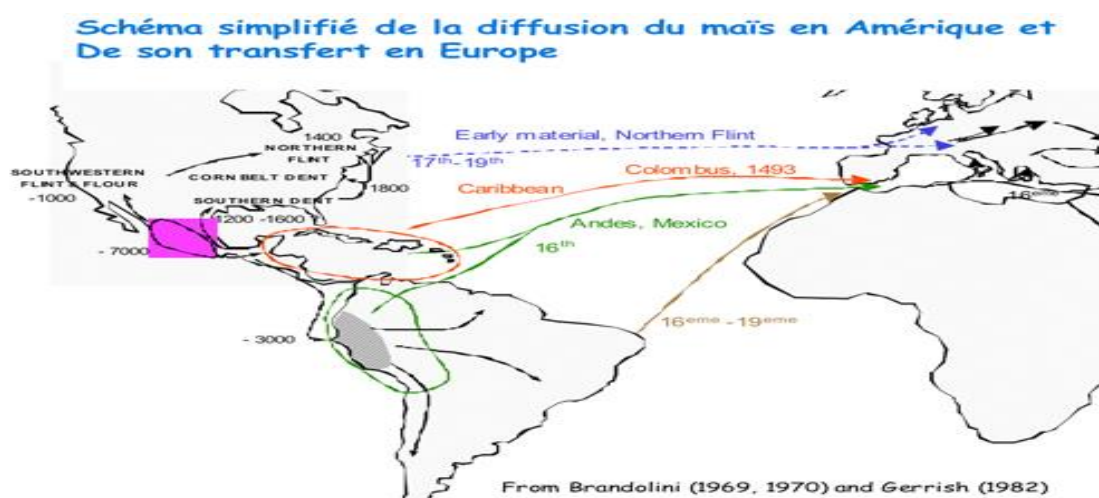 Schéma simplifié de la diffusion du maïs en Amérique et
De son transfert en Europe
1400
NORTHERN
FLINT
Early material, Northern Flint
17th-19th
SOUTHWESTERN
FLINT & FLOUR
-1000
CORN BELT DENT
1800
SOUTHERN DENT
1200 -1600
Colombus, 1493
Caribbean
16eme
Andes, Mexico
16th
- 7000
16eme -19eme
- 3000
From Brandolini (1969, 1970) and Gerrish (1982)